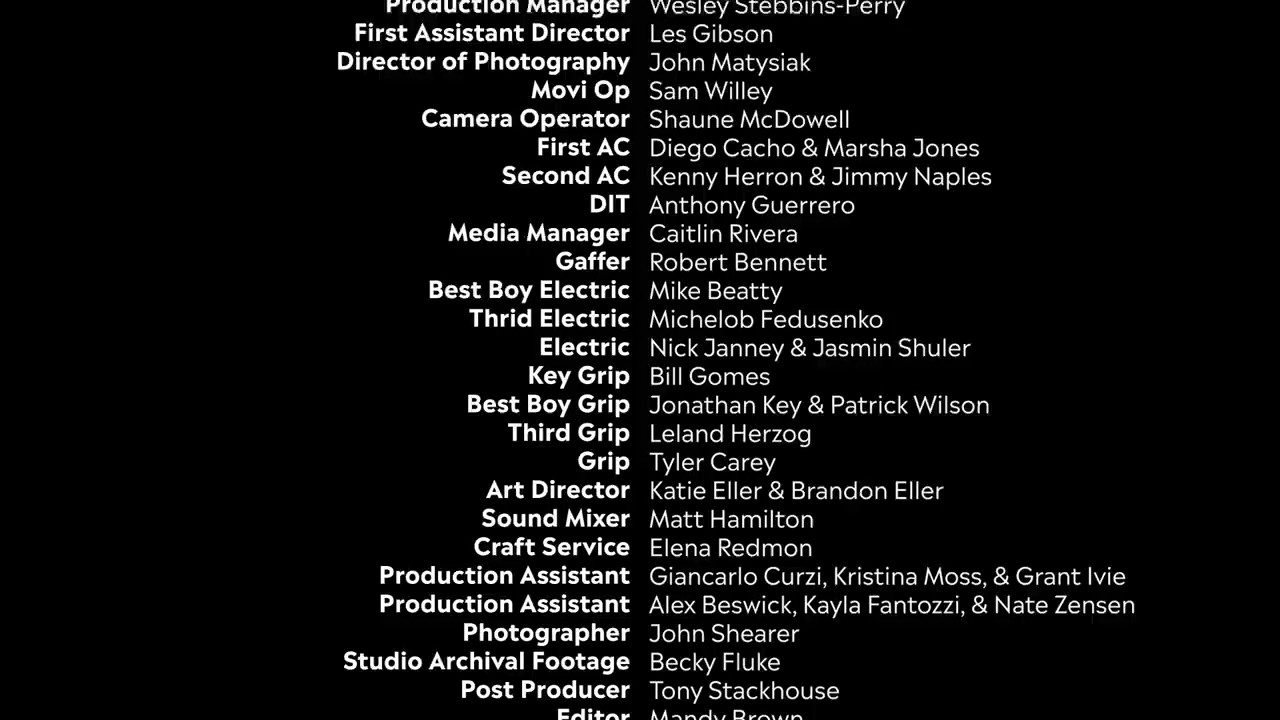 Production Manager Wesley Stebbins-Perry
First Assistant Director Les Gibson
Director of Photography John Matysiak
Movi Op Sam Willey
Camera Operator Shaune McDowell
First AC Diego Cacho & Marsha Jones
Second AC Kenny Herron & Jimmy Naples
DIT Anthony Guerrero
Media Manager Caitlin Rivera
Gaffer Robert Bennett
Best Boy Electric Mike Beatty
Thrid Electric Michelob Fedusenko
Electric Nick Janney & Jasmin Shuler
Key Grip Bill Gomes
Best Boy Grip Jonathan Key & Patrick Wilson
Third Grip Leland Herzog
Grip Tyler Carey
Art Director Katie Eller & Brandon Eller
Sound Mixer Matt Hamilton
Craft Service Elena Redmon
Production Assistant Giancarlo Curzi, Kristina Moss, & Grant Ivie
Production Assistant Alex Beswick, Kayla Fantozzi, & Nate Zensen
Photographer John Shearer
Studio Archival Footage Becky Fluke
Post Producer Tony Stackhouse
Editor Mandy Brown